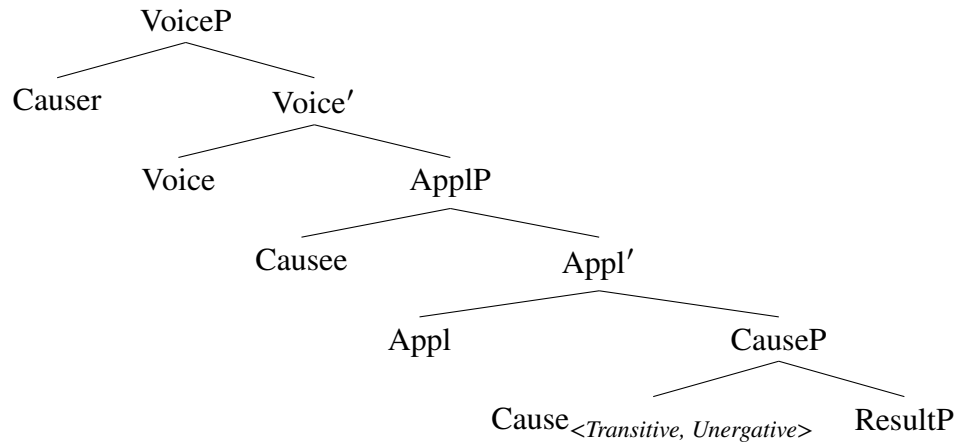 VoiceP
Causer Voice′
Voice ApplP
Causee Appl′
Appl CauseP
Cause<Transitive, Unergative> ResultP